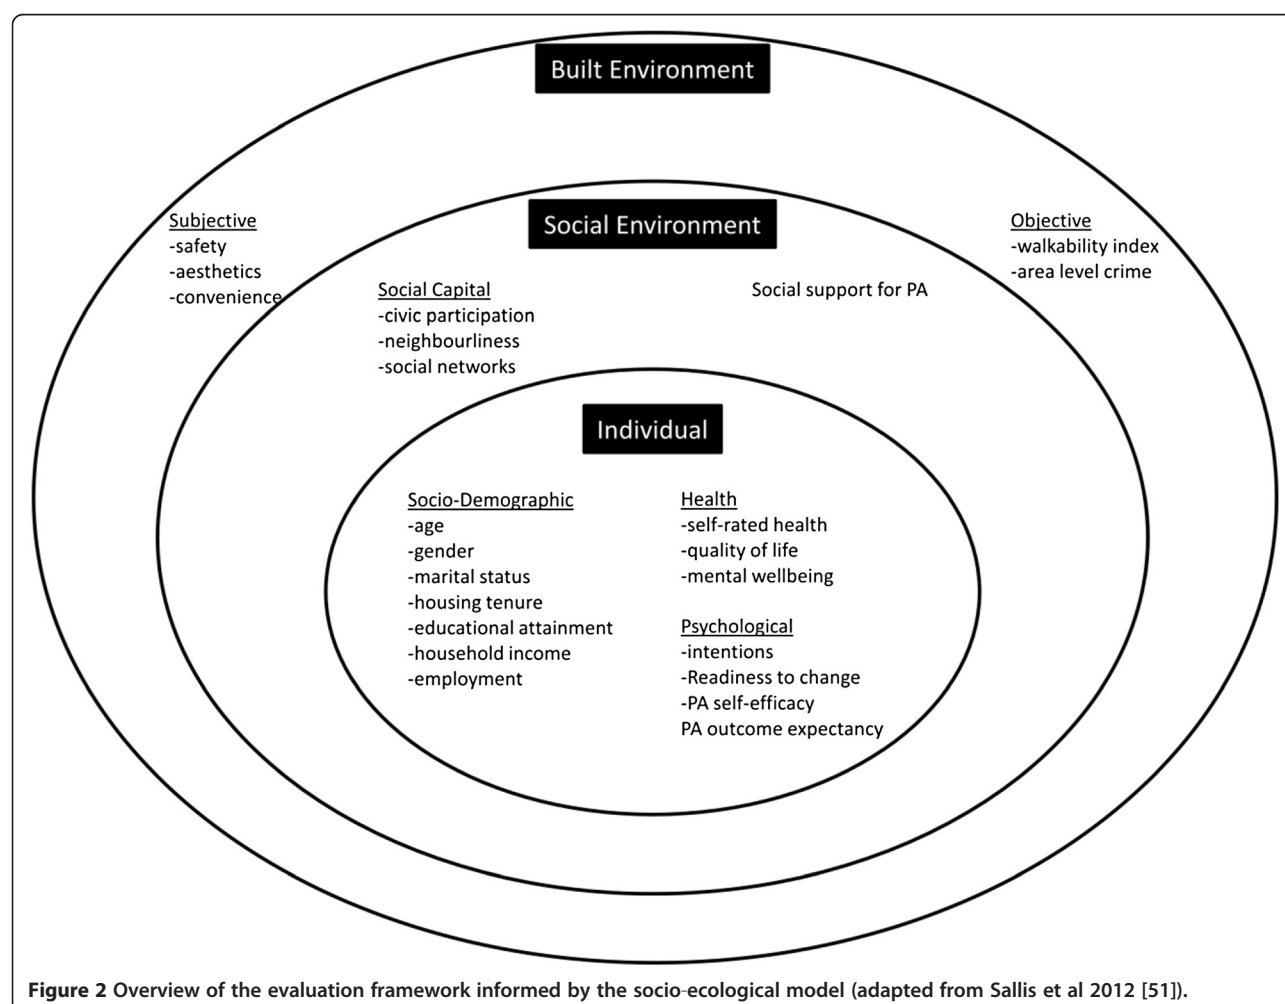 Built Environment
Subjective
-safety
-aesthetics
-convenience
Social Environment
Objective
-walkability index
-area level crime
Social Capital
-civic participation
-neighbourliness
-social networks
Social support for PA
Individual
Socio-Demographic
-age
-gender
-marital status
-housing tenure
-educational attainment
-household income
-employment
Health
-self-rated health
-quality of life
-mental wellbeing
Psychological
-intentions
-Readiness to change
-PA self-efficacy
PA outcome expectancy
Figure 2 Overview of the evaluation framework informed by the socio-ecological model (adapted from Sallis et al 2012 [51]).